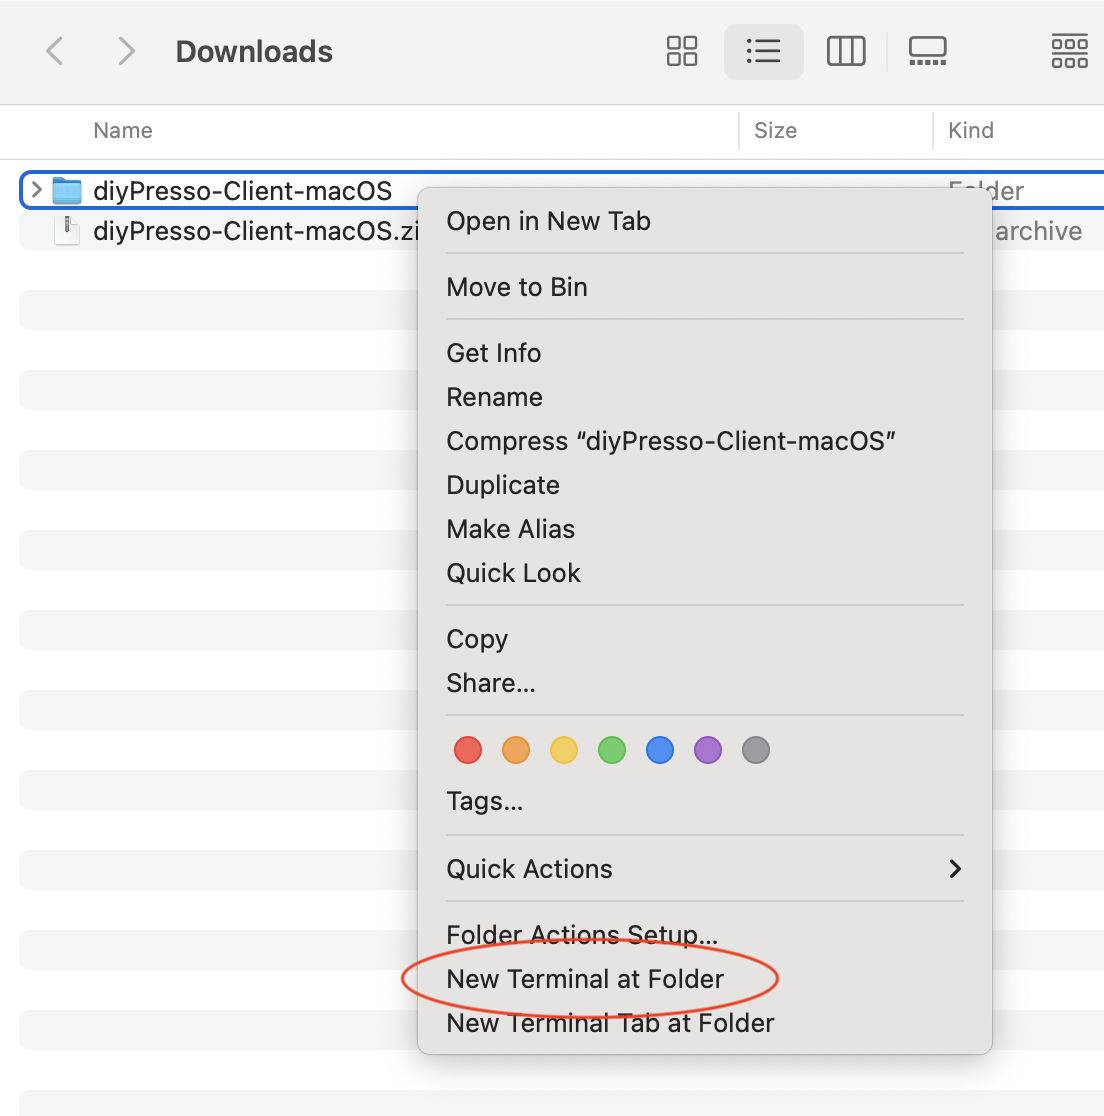 Downloads
Name Size Kind
diyPresso-Client-macOS Folder
diyPresso-Client-macOS.zi archive
Open in New Tab
Move to Bin
Get Info
Rename
Compress “diyPresso-Client-macOS”
Duplicate
Make Alias
Quick Look
Copy
Share...
Tags...
Quick Actions
Folder Actions Setup...
New Terminal at Folder
New Terminal Tab at Folder